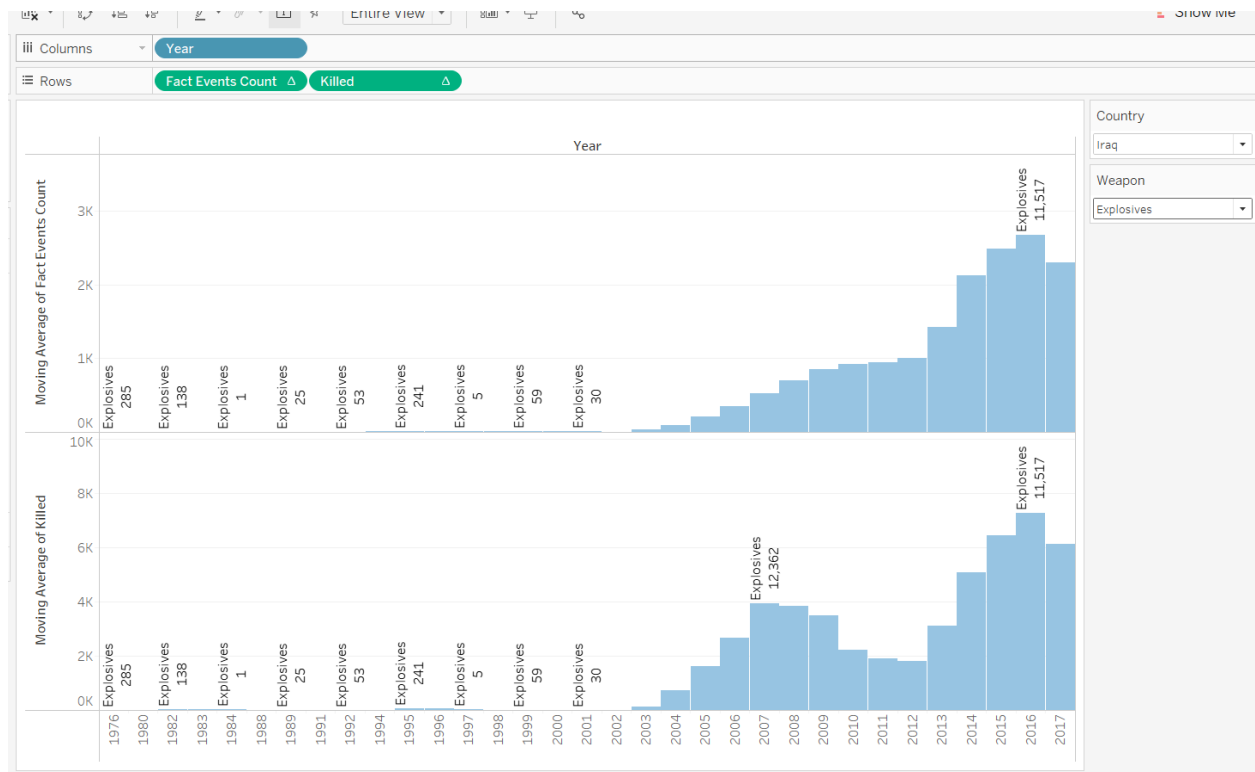 Entire View
Show Me
Columns
Year
Rows
Fact Events Count Δ
Killed Δ
Country
Iraq
Weapon
Explosives
Year
Moving Average of Fact Events Count
3K
2K
1K
0K
Explosives
285
Explosives
138
Explosives
1
Explosives
25
Explosives
53
Explosives
241
Explosives
5
Explosives
59
Explosives
30
Explosives
11,517
Moving Average of Killed
10K
8K
6K
4K
2K
0K
Explosives
285
Explosives
138
Explosives
1
Explosives
25
Explosives
53
Explosives
241
Explosives
5
Explosives
59
Explosives
30
Explosives
12,362
Explosives
11,517
1976
1980
1982
1983
1984
1988
1989
1991
1992
1994
1995
1996
1997
1998
1999
2000
2001
2002
2003
2004
2005
2006
2007
2008
2009
2010
2011
2012
2013
2014
2015
2016
2017